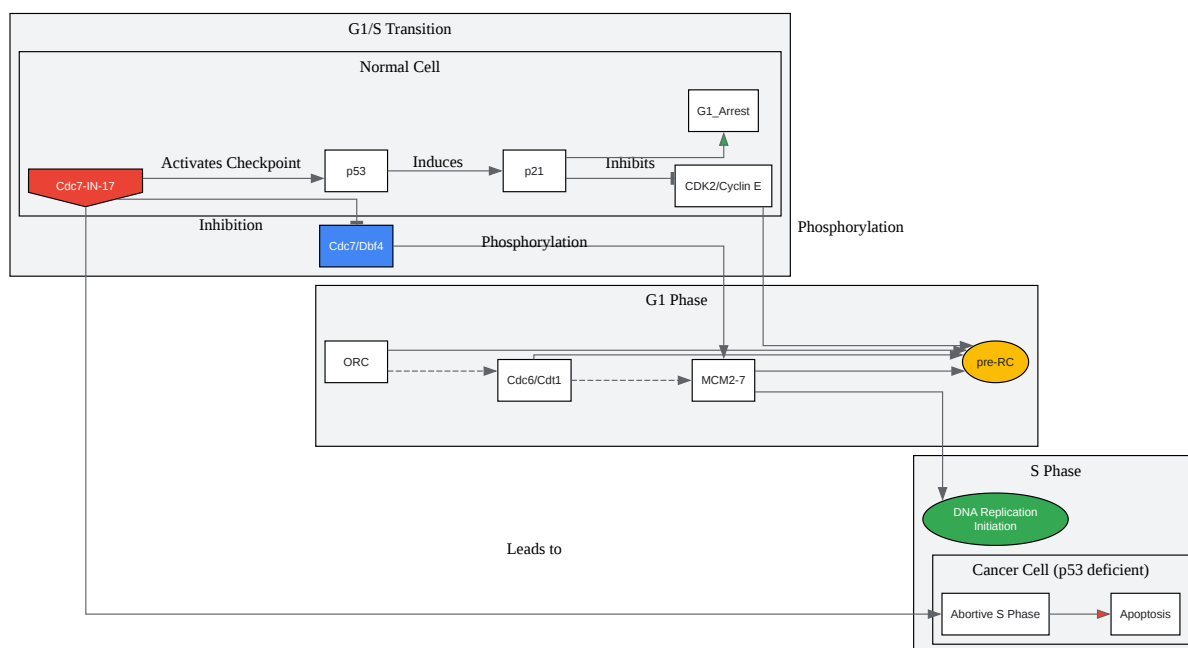 G1/S Transition
Normal Cell
G1_Arrest
Activates Checkpoint
p53
Induces
p21
Inhibits
Cdc7-IN-17
CDK2/Cyclin E
Inhibition
Cdc7/Dbf4
Phosphorylation
Phosphorylation
G1 Phase
ORC
Cdc6/Cdt1
MCM2-7
pre-RC
S Phase
DNA Replication
Initiation
Leads to
Cancer Cell (p53 deficient)
Abortive S Phase
Apoptosis